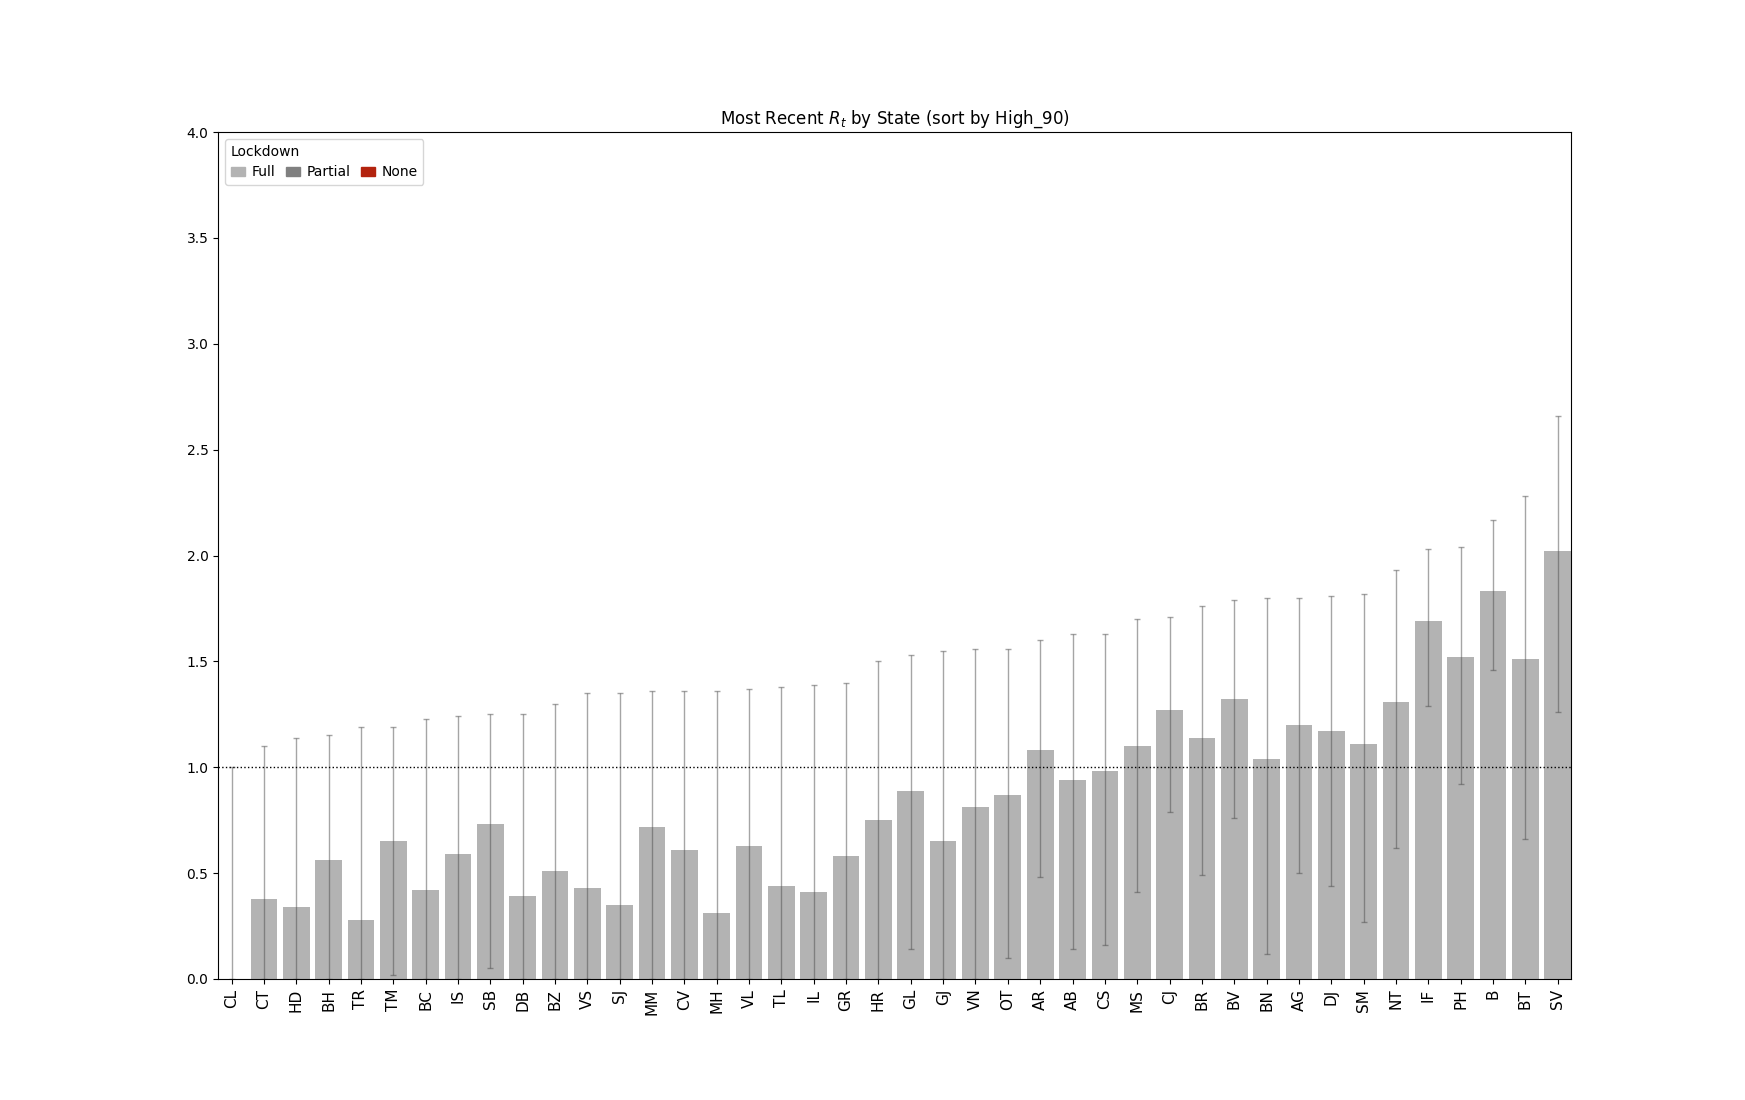 Most Recent R_t by State (sort by High_90)
Lockdown
Full Partial None
4.0
3.5
3.0
2.5
2.0
1.5
1.0
0.5
0.0
CL CT HD BH TR TM BC IS SB DB BZ VS SJ MM CV MH VL TL IL GR HR GL GJ VN OT AR AB CS MS CJ BR BV BN AG DJ SM NT IF PH B BT SV